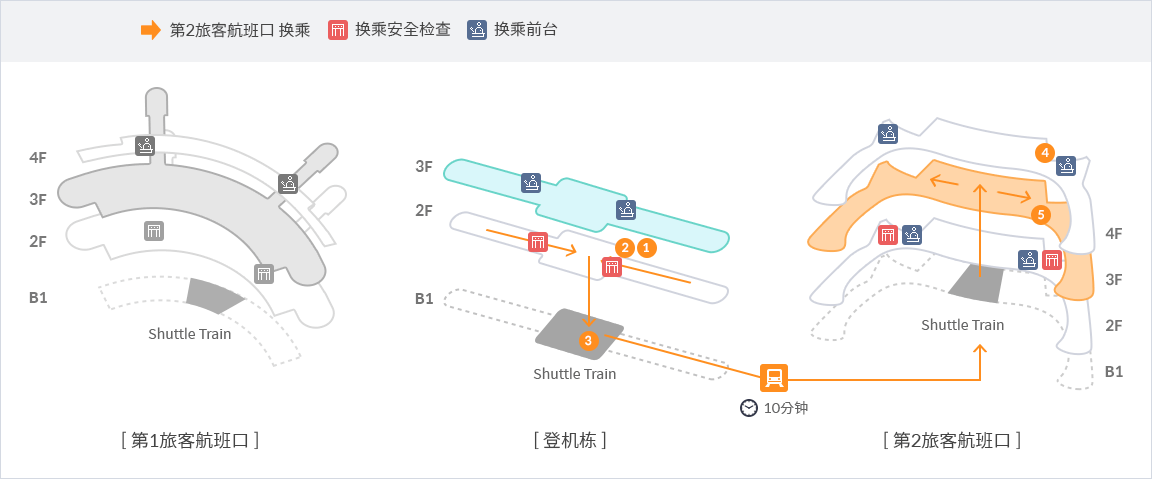 第2旅客航班口 换乘
换乘安全检查
换乘前台
4F
3F
2F
B1
Shuttle Train
[ 第1旅客航班口 ]
3F
2F
B1
2
1
3
Shuttle Train
10分钟
[ 登机栋 ]
4
5
4F
3F
2F
B1
Shuttle Train
[ 第2旅客航班口 ]